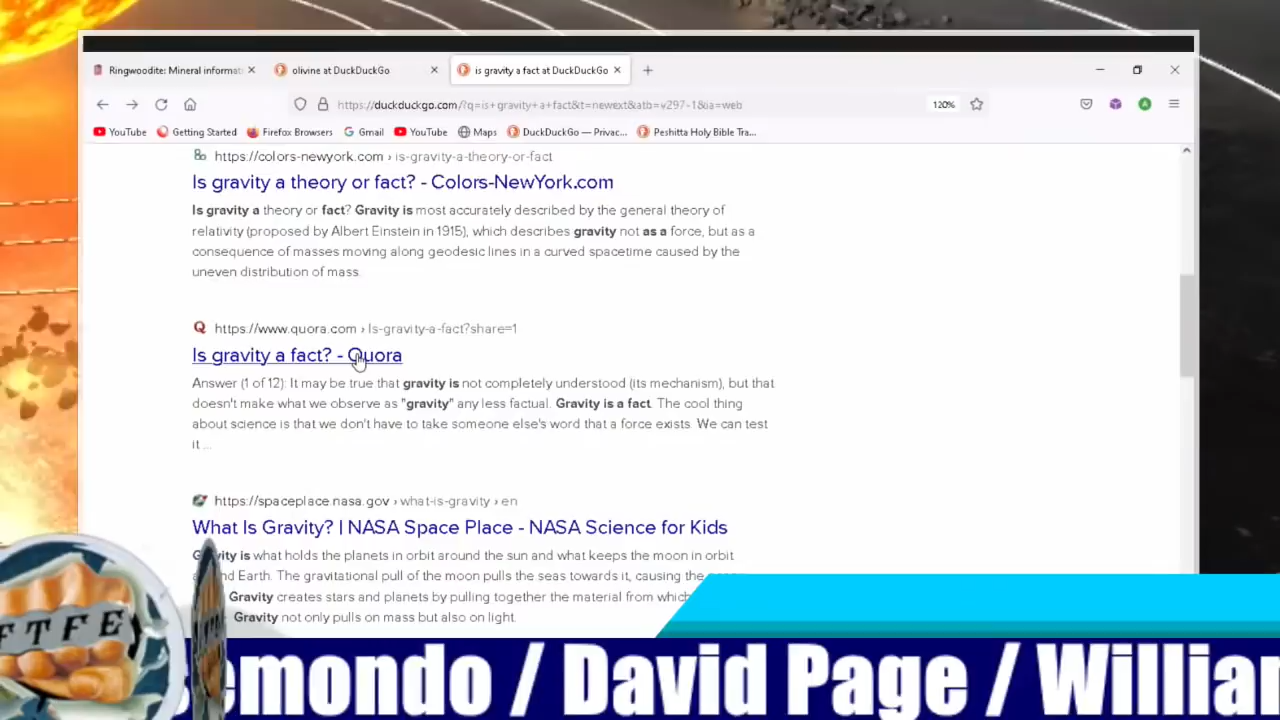 Ringwoodite: Mineral informat
olivine at DuckDuckGo
is gravity a fact at DuckDuckGo
https://duckduckgo.com/?q=is+gravity+a+fact&t=newext&atb=v297-1&ia=web
120%
YouTube
Getting Started
Firefox Browsers
Gmail
YouTube
Maps
DuckDuckGo — Privac...
Peshitta Holy Bible Tra...
https://colors-newyork.com › is-gravity-a-theory-or-fact
Is gravity a theory or fact? - Colors-NewYork.com
Is gravity a theory or fact? Gravity is most accurately described by the general theory of
relativity (proposed by Albert Einstein in 1915), which describes gravity not as a force, but as a
consequence of masses moving along geodesic lines in a curved spacetime caused by the
uneven distribution of mass.
https://www.quora.com › Is-gravity-a-fact?share=1
Is gravity a fact? - Quora
Answer (1 of 12): It may be true that gravity is not completely understood (its mechanism), but that
doesn't make what we observe as "gravity" any less factual. Gravity is a fact. The cool thing
about science is that we don't have to take someone else's word that a force exists. We can test
it ...
https://spaceplace.nasa.gov › what-is-gravity › en
What Is Gravity? | NASA Space Place - NASA Science for Kids
Gravity is what holds the planets in orbit around the sun and what keeps the moon in orbit
Earth. The gravitational pull of the moon pulls the seas towards it, causing the
Gravity creates stars and planets by pulling together the material from which
Gravity not only pulls on mass but also on light.
FTFE
emondo / David Page / William